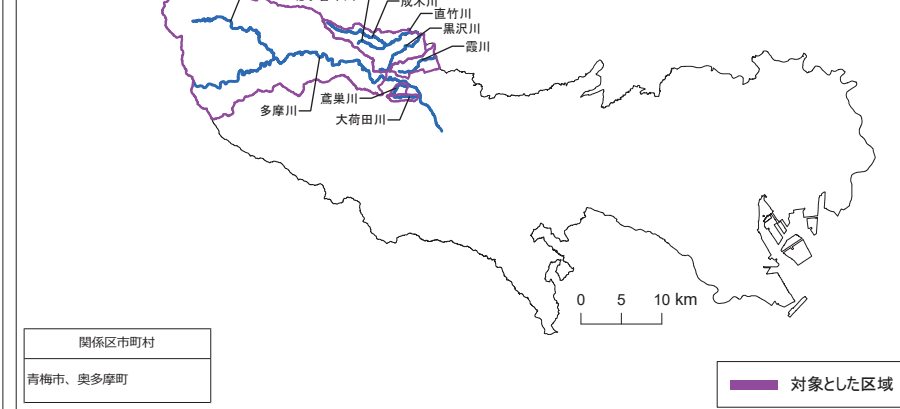 成木川
直竹川
黒沢川
霞川
鳶巣川
多摩川
大荷田川
0 5 10 km
関係区市町村
青梅市、奥多摩町
対象とした区域